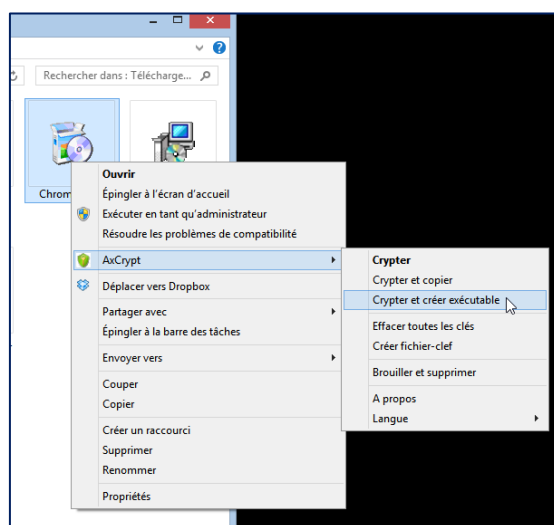 Rechercher dans : Télécharge...
Chrom
Ouvrir
Épingler à l'écran d'accueil
Exécuter en tant qu'administrateur
Résoudre les problèmes de compatibilité
AxCrypt
Déplacer vers Dropbox
Partager avec
Épingler à la barre des tâches
Envoyer vers
Couper
Copier
Créer un raccourci
Supprimer
Renommer
Propriétés
Crypter
Crypter et copier
Crypter et créer exécutable
Effacer toutes les clés
Créer fichier-clef
Brouiller et supprimer
A propos
Langue